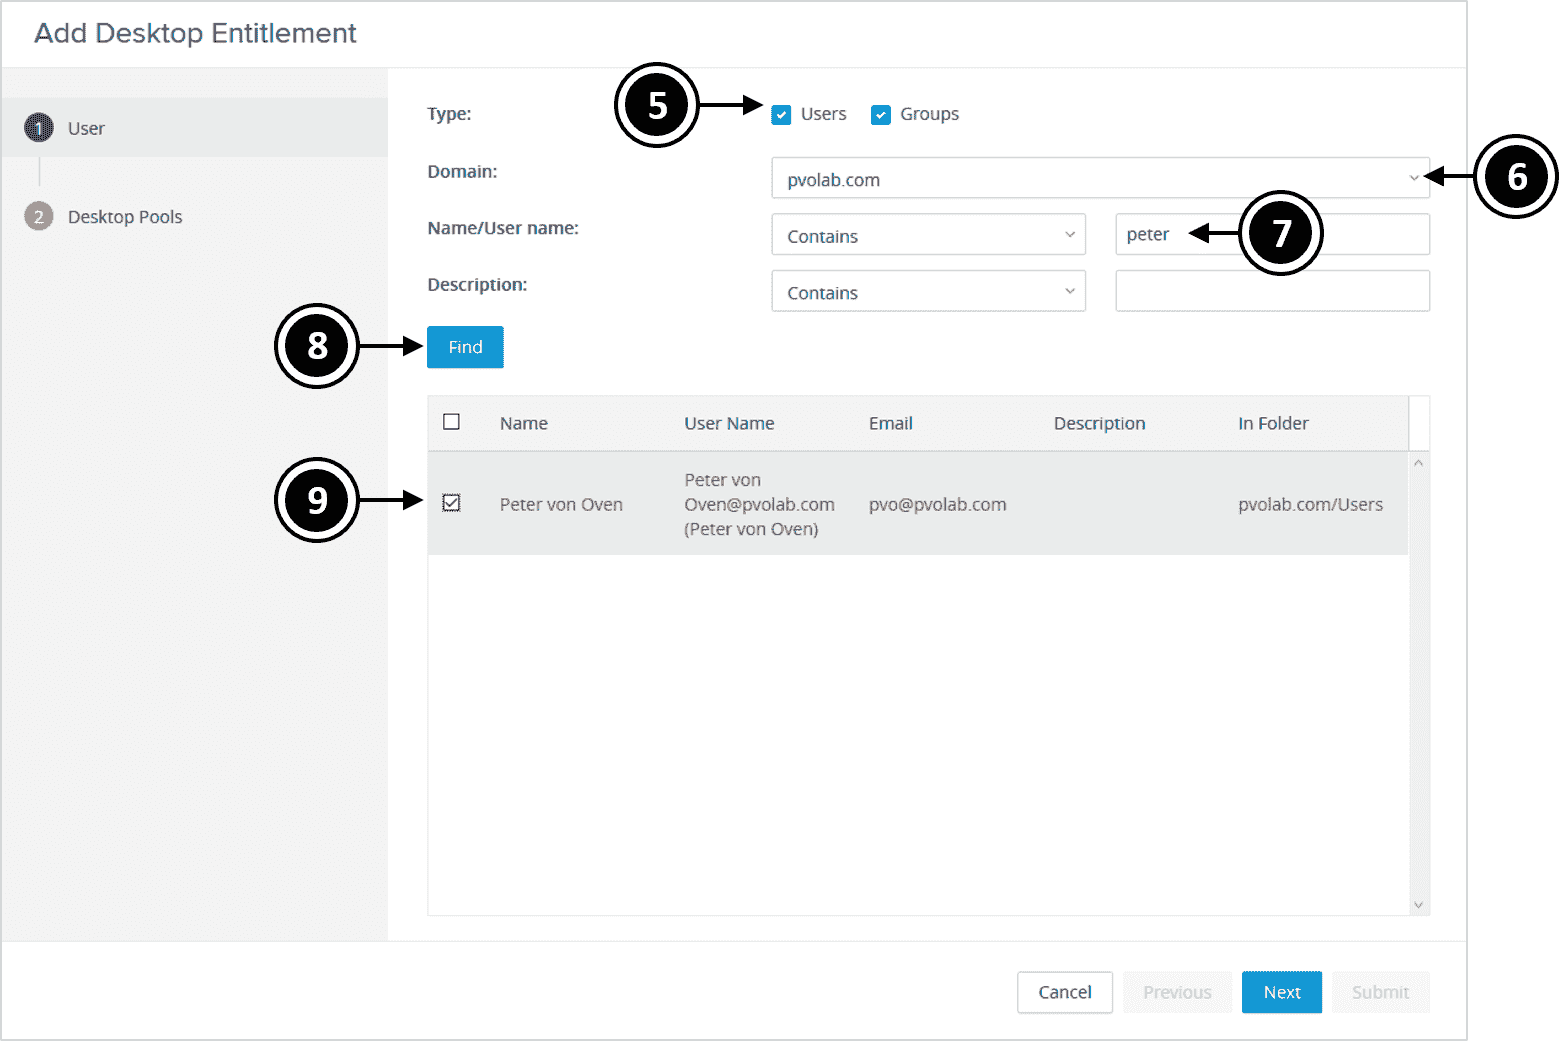 Add Desktop Entitlement
1 User
2 Desktop Pools
Type:
5
Users
Groups
Domain:
pvolab.com
6
Name/User name:
Contains
peter
7
Description:
Contains
8
Find
Name User Name Email Description In Folder
9
Peter von Oven
Peter von
Oven@pvolab.com
(Peter von Oven)
pvo@pvolab.com
pvolab.com/Users
Cancel Previous Next Submit